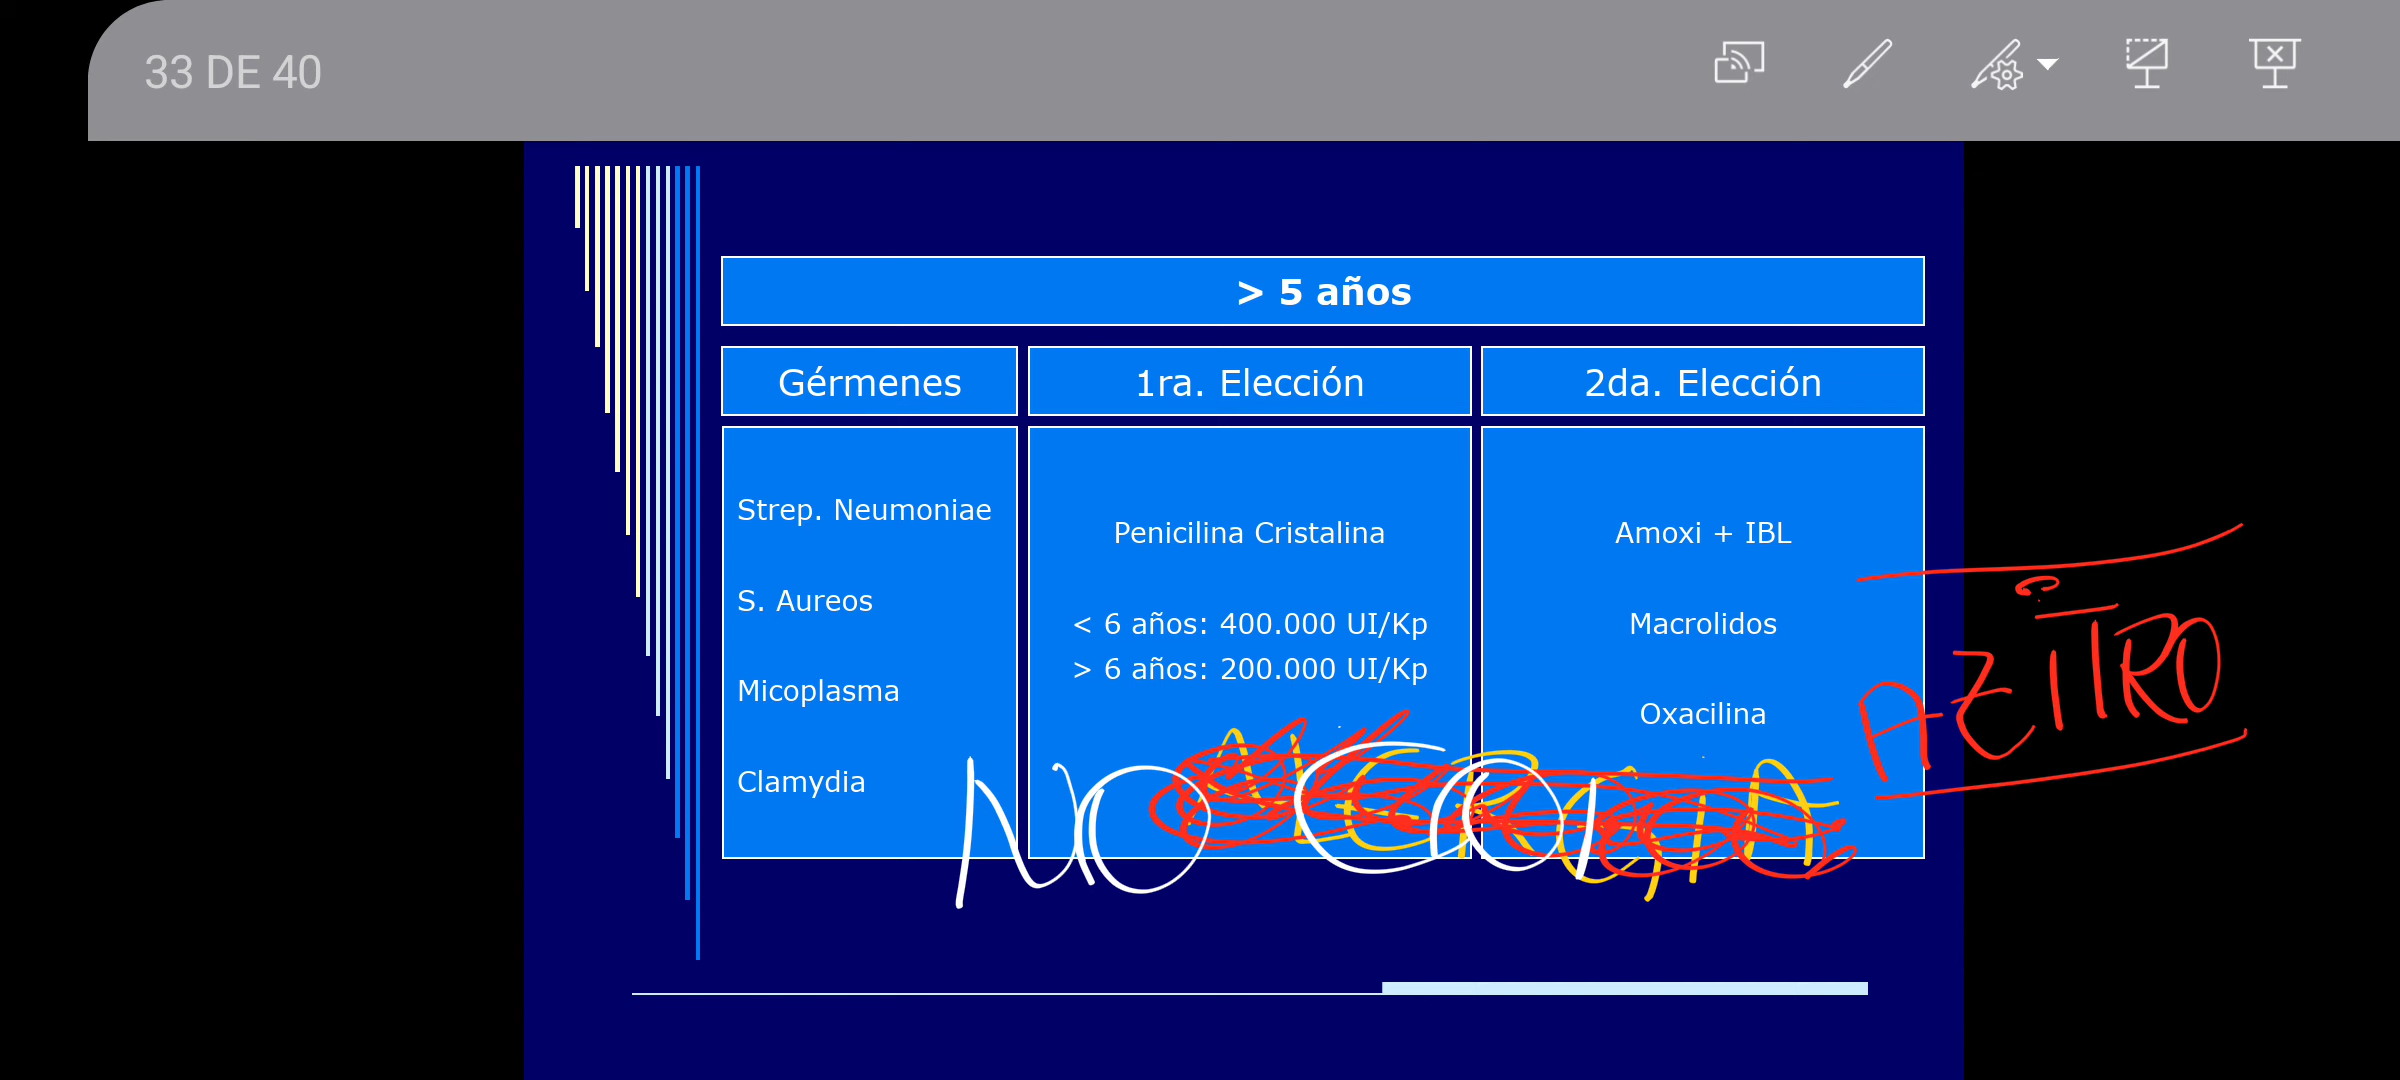 33 DE 40
> 5 años
Gérmenes
1ra. Elección
2da. Elección
Strep. Neumoniae
S. Aureos
Micoplasma
Clamydia
Penicilina Cristalina
< 6 años: 400.000 UI/Kp
> 6 años: 200.000 UI/Kp
Amoxi + IBL
Macrolidos
Oxacilina
AZITRO
NO